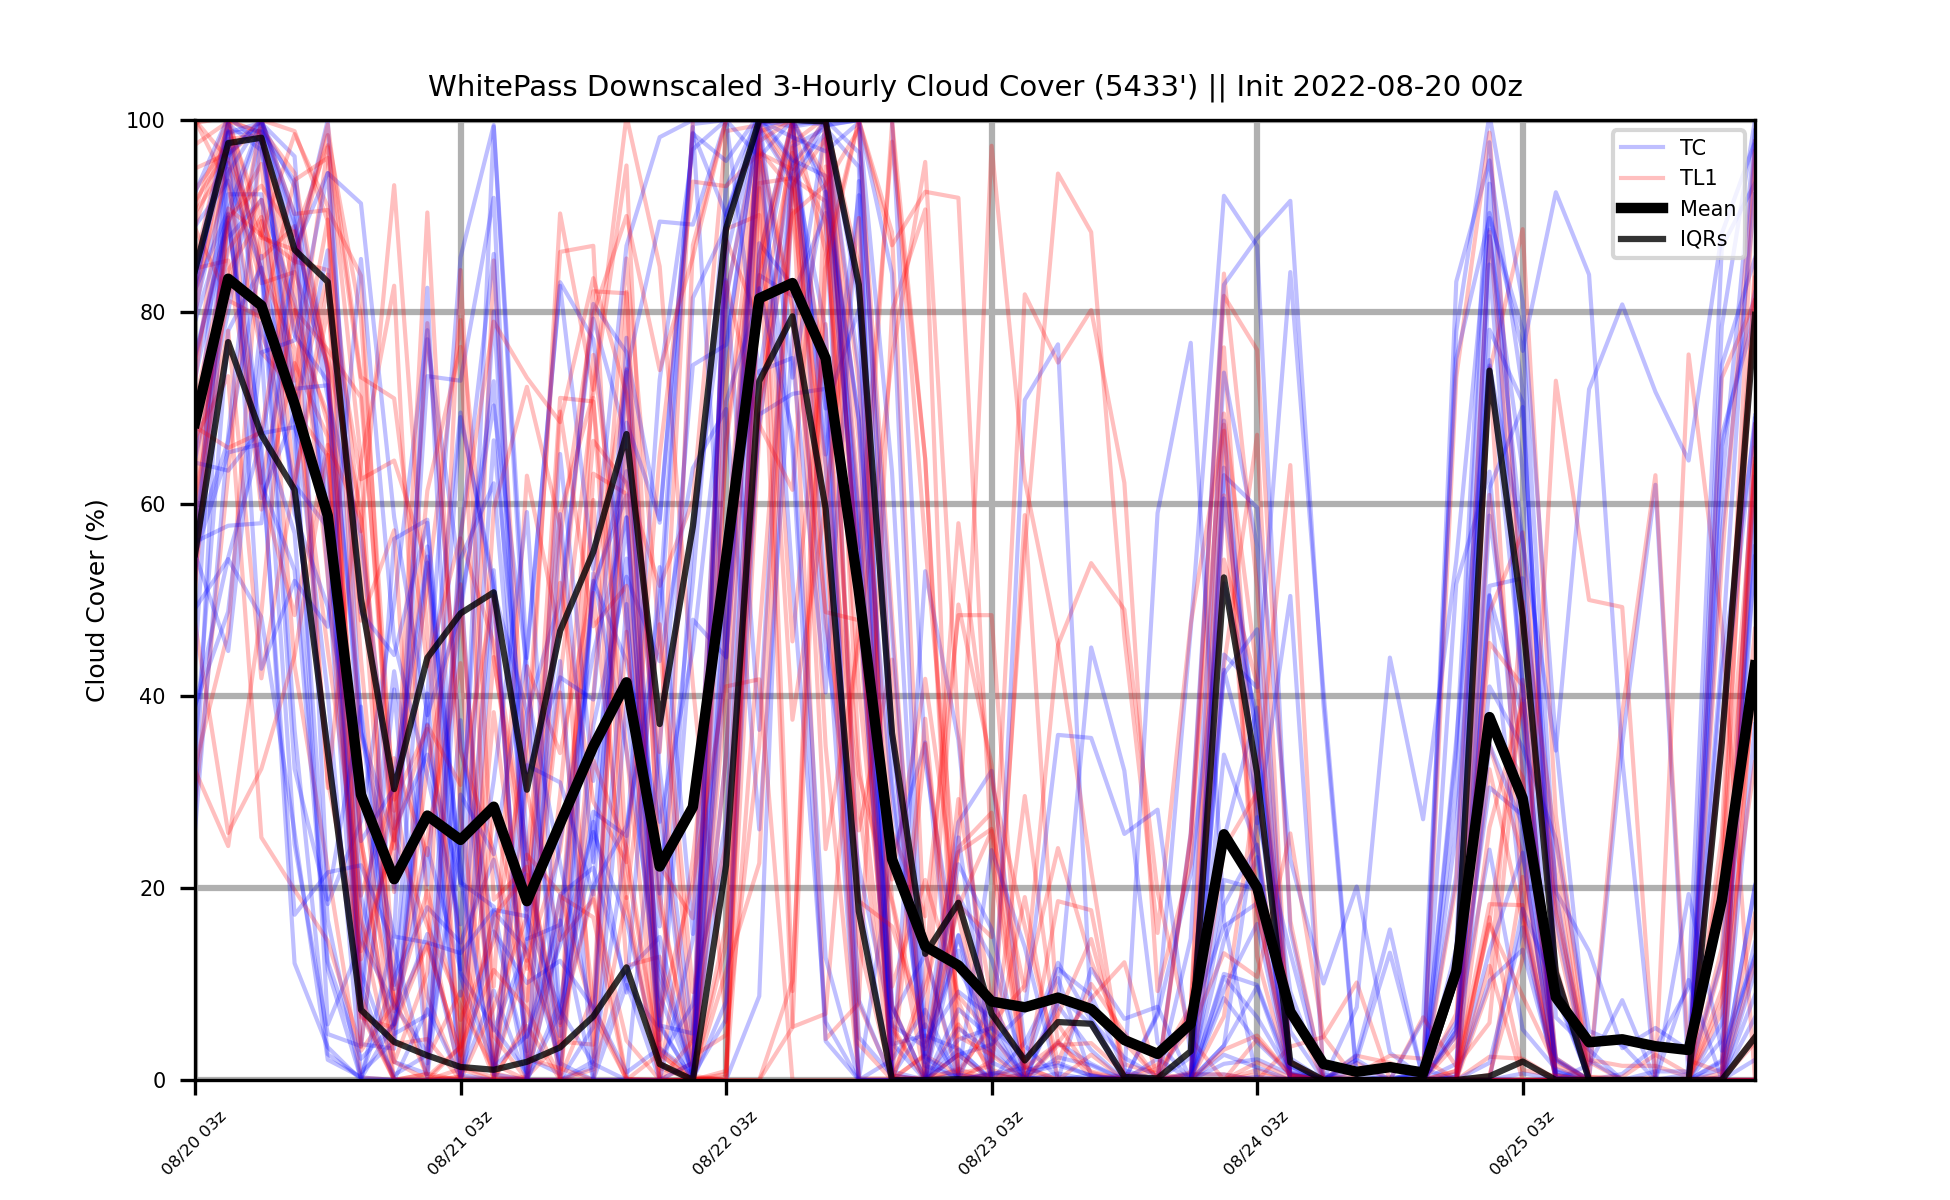 WhitePass Downscaled 3-Hourly Cloud Cover (5433') || Init 2022-08-20 00z
Cloud Cover (%)
100
80
60
40
20
0
TC
TL1
Mean
IQRs
08/20 03z
08/21 03z
08/22 03z
08/23 03z
08/24 03z
08/25 03z